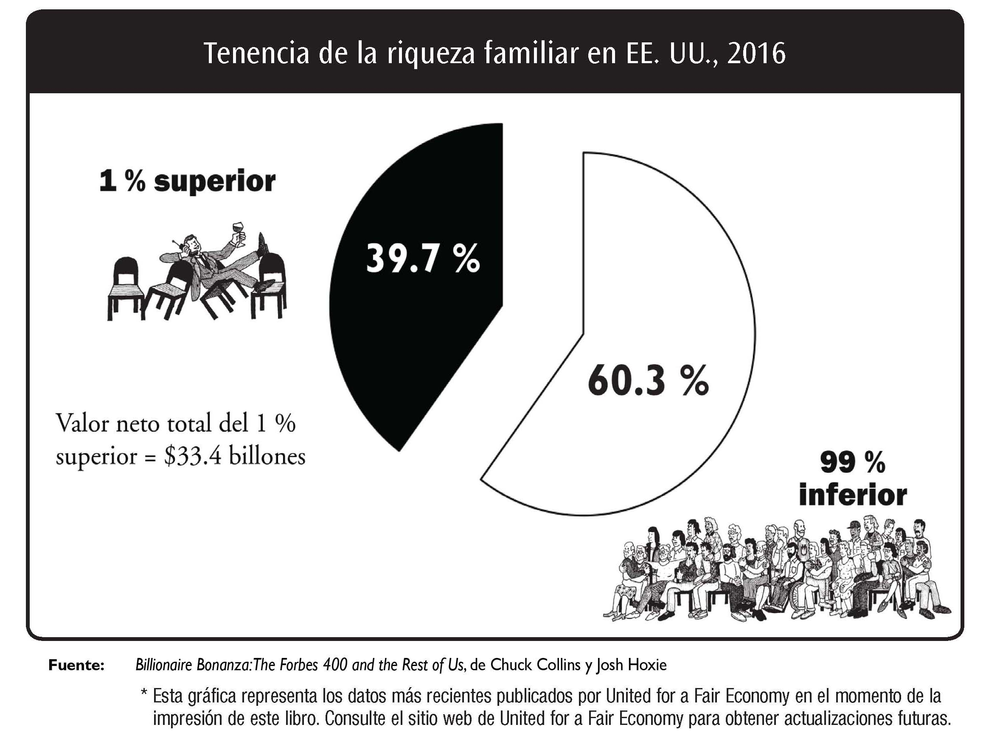 Tenencia de la riqueza familiar en EE. UU., 2016
1 % superior
39.7 %
60.3 %
Valor neto total del 1 %
superior = $33.4 billones
99 %
inferior
Fuente: Billionaire Bonanza:The Forbes 400 and the Rest of Us, de Chuck Collins y Josh Hoxie
* Esta gráfica representa los datos más recientes publicados por United for a Fair Economy en el momento de la
impresión de este libro. Consulte el sitio web de United for a Fair Economy para obtener actualizaciones futuras.